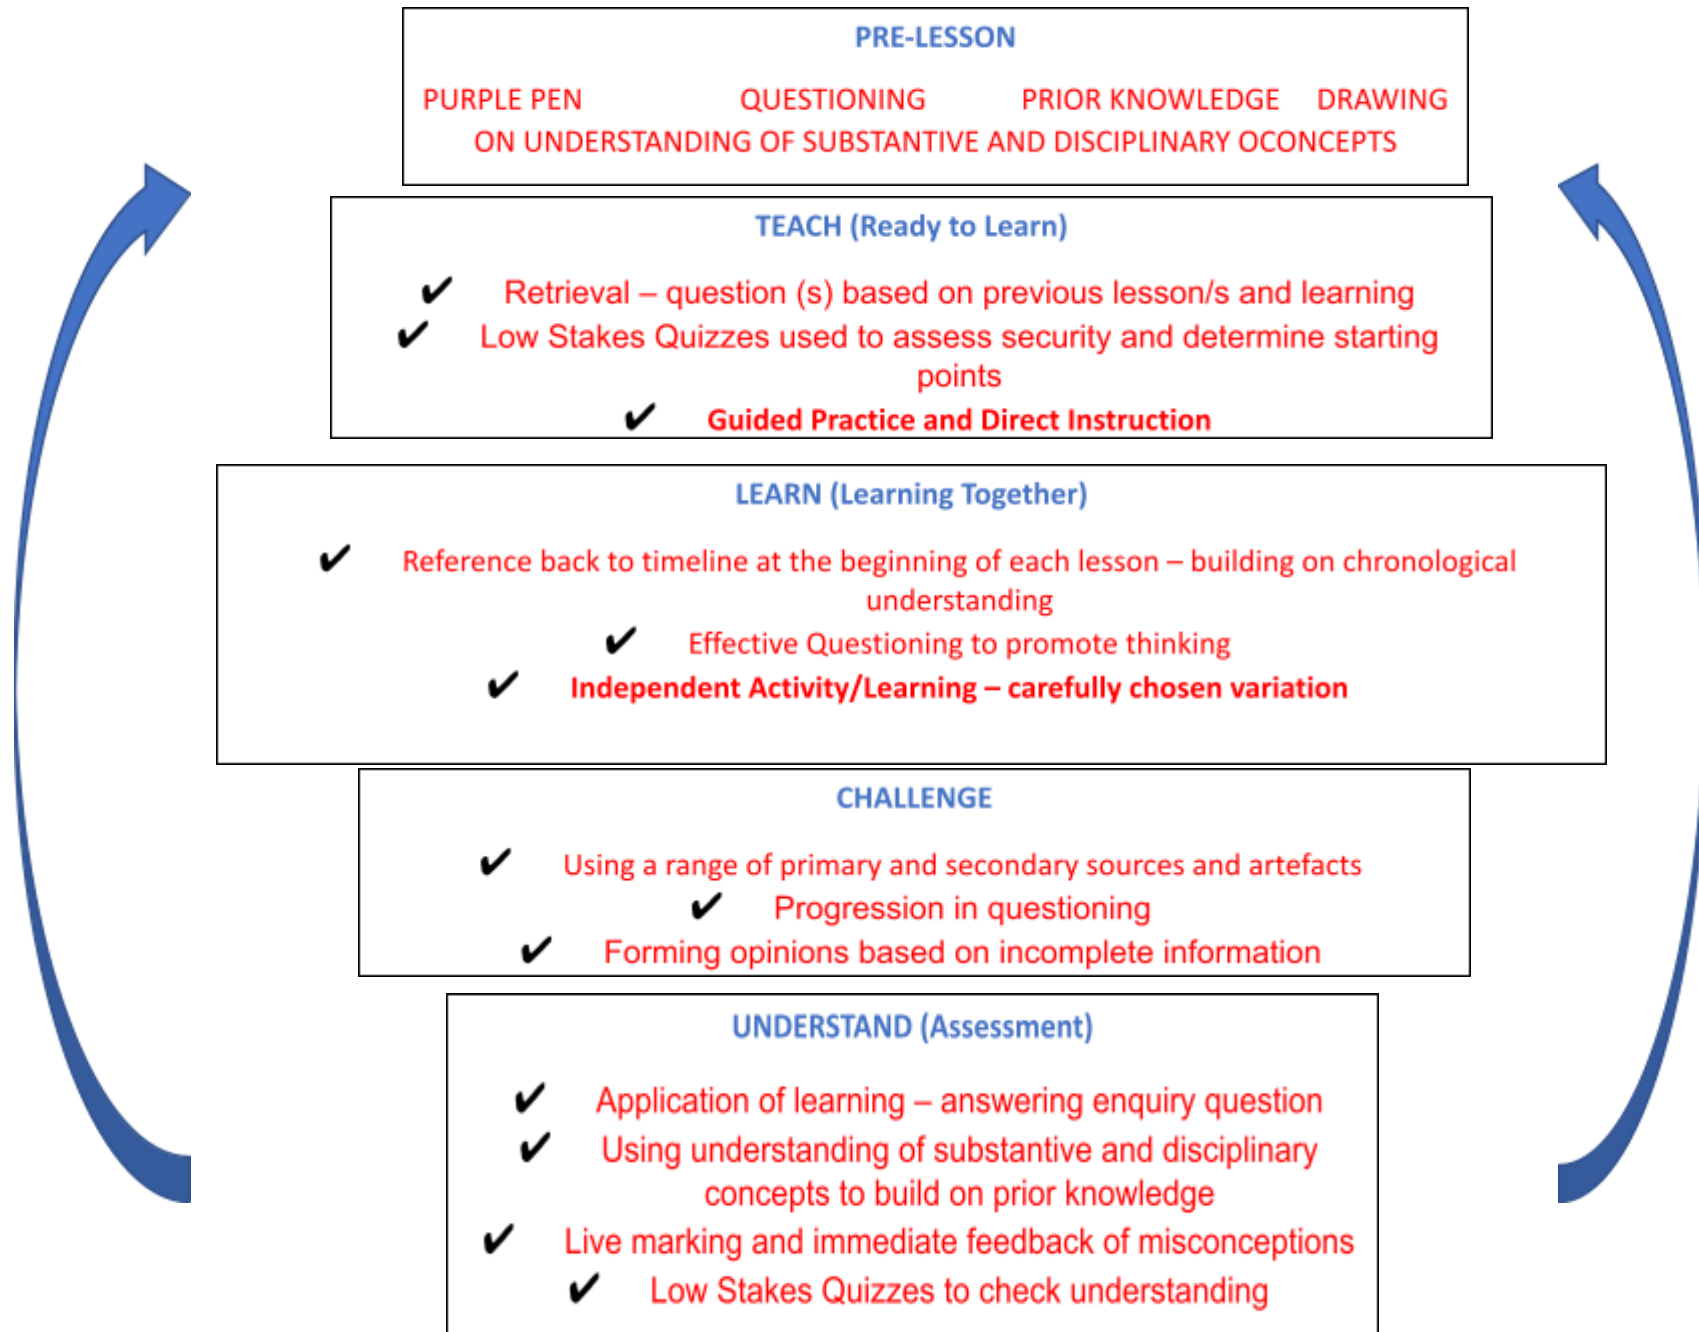 PRE-LESSON
PURPLE PEN QUESTIONING PRIOR KNOWLEDGE DRAWING
ON UNDERSTANDING OF SUBSTANTIVE AND DISCIPLINARY OCONCEPTS
TEACH (Ready to Learn)
✔ Retrieval – question (s) based on previous lesson/s and learning
✔ Low Stakes Quizzes used to assess security and determine starting
points
✔ Guided Practice and Direct Instruction
LEARN (Learning Together)
✔ Reference back to timeline at the beginning of each lesson – building on chronological
understanding
✔ Effective Questioning to promote thinking
✔ Independent Activity/Learning – carefully chosen variation
CHALLENGE
✔ Using a range of primary and secondary sources and artefacts
✔ Progression in questioning
✔ Forming opinions based on incomplete information
UNDERSTAND (Assessment)
✔ Application of learning – answering enquiry question
✔ Using understanding of substantive and disciplinary
concepts to build on prior knowledge
✔ Live marking and immediate feedback of misconceptions
✔ Low Stakes Quizzes to check understanding